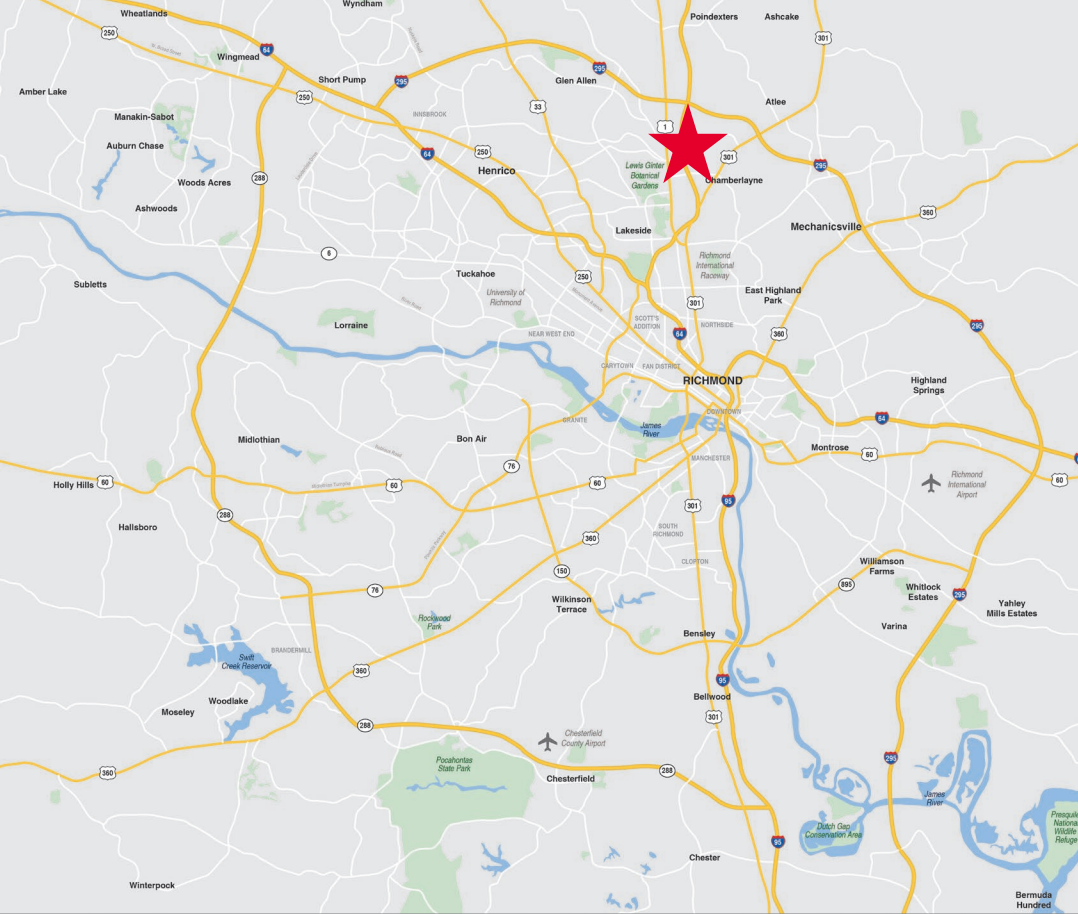 Wyndham
Wheatlands
Poindexters
Ashcake
250
301
64
Wingmead
295
Short Pump
295
Glen Allen
Amber Lake
250
33
Atlee
Manakin-Sabot
INNSBROOK
1
Auburn Chase
64
250
301
295
Henrico
Lewis Ginter
Botanical
Gardens
Chamberlayne
Woods Acres
288
Ashwoods
360
Lakeside
Mechanicsville
6
Richmond
International
Raceway
Tuckahoe
250
Subletts
University of
Richmond
East Highland
Park
301
Lorraine
SCOTT'S
ADDITION
NORTHSIDE
295
NEAR WEST END
64
360
CARYTOWN
FAN DISTRICT
RICHMOND
Highland
Springs
DOWNTOWN
GRANITE
64
James
River
Midlothian
Bon Air
Montrose
60
MANCHESTER
76
Holly Hills
60
60
60
Richmond
International
Airport
60
288
301
95
Hallsboro
SOUTH
RICHMOND
360
CLOPTON
150
Williamson
Farms
76
895
Whitlock
Estates
295
Wilkinson
Terrace
Yahley
Mills Estates
Rockwood
Park
Varina
Bensley
BRANDERMILL
Swift
Creek Reservoir
360
95
Woodlake
Bellwood
Moseley
301
288
Chesterfield
County Airport
295
Pocahontas
State Park
360
288
Chesterfield
James
River
Presquile
National
Wildlife
Refuge
Dutch Gap
Conservation Area
95
Chester
Winterpock
Bermuda
Hundred